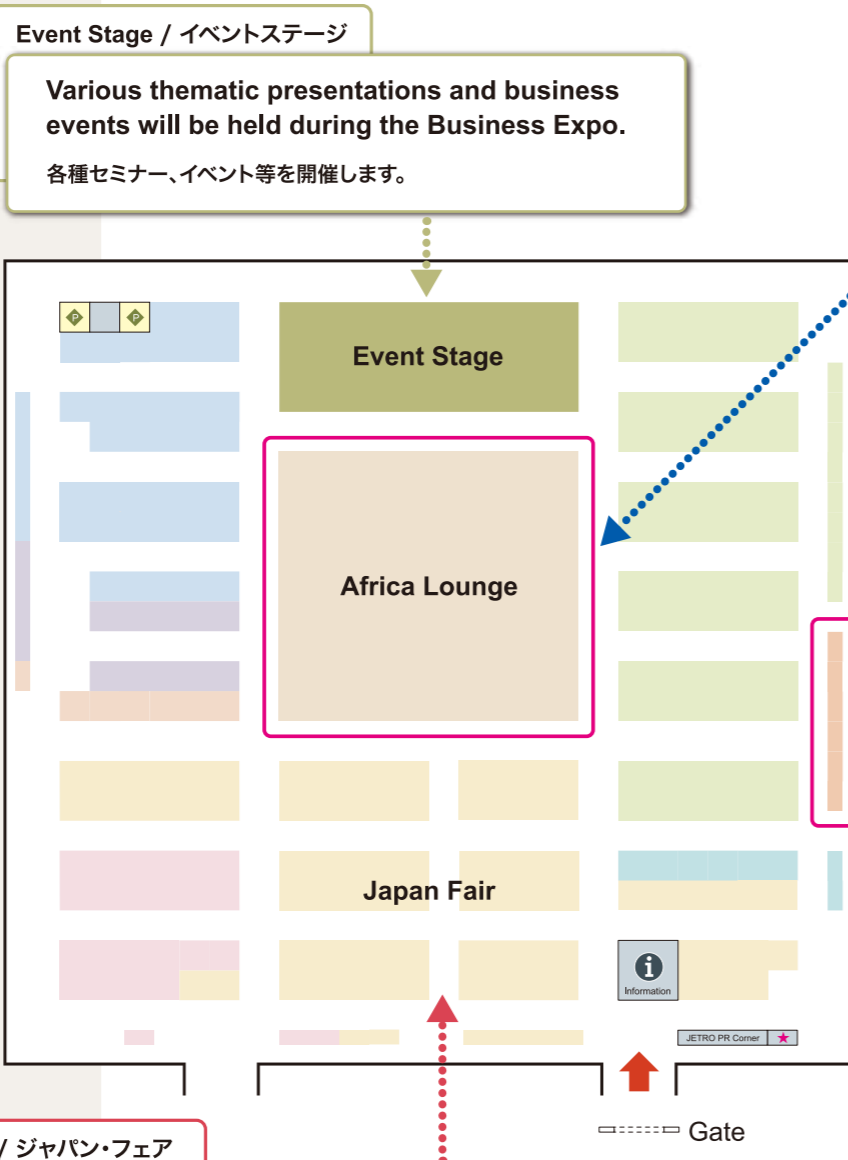 Event Stage / イベントステージ
Various thematic presentations and business
events will be held during the Business Expo.
各種セミナー、イベント等を開催します。
P P
Event Stage
Africa Lounge
Japan Fair
i
Information
JETRO PR Corner
Gate
/ ジャパン・フェア